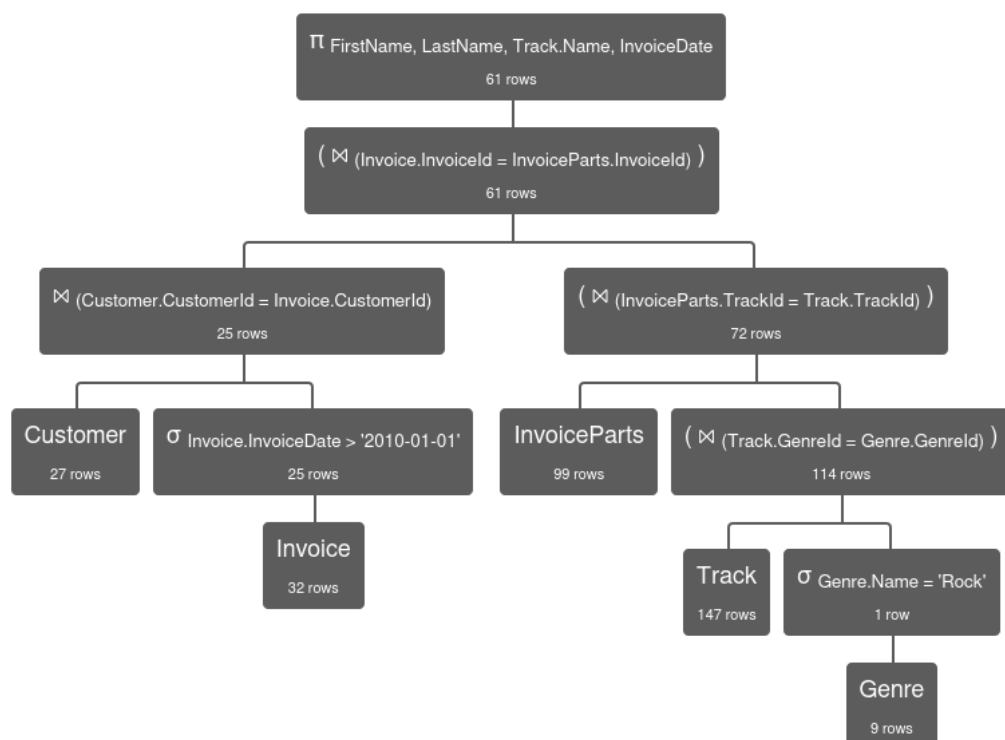 π FirstName, LastName, Track.Name, InvoiceDate
61 rows
( ⋈ (Invoice.InvoiceId = InvoiceParts.InvoiceId) )
61 rows
⋈ (Customer.CustomerId = Invoice.CustomerId)
25 rows
( ⋈ (InvoiceParts.TrackId = Track.TrackId) )
72 rows
Customer
27 rows
σ Invoice.InvoiceDate > '2010-01-01'
25 rows
InvoiceParts
99 rows
( ⋈ (Track.GenreId = Genre.GenreId) )
114 rows
Invoice
32 rows
Track
147 rows
σ Genre.Name = 'Rock'
1 row
Genre
9 rows